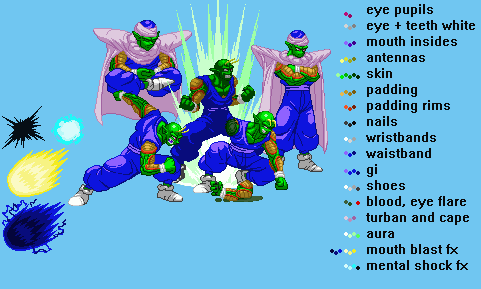 eye pupils
eye + teeth white
mouth insides
antennas
skin
padding
padding rims
nails
wristbands
waistband
gi
shoes
blood, eye flare
turban and cape
aura
mouth blast fx
mental shock fx